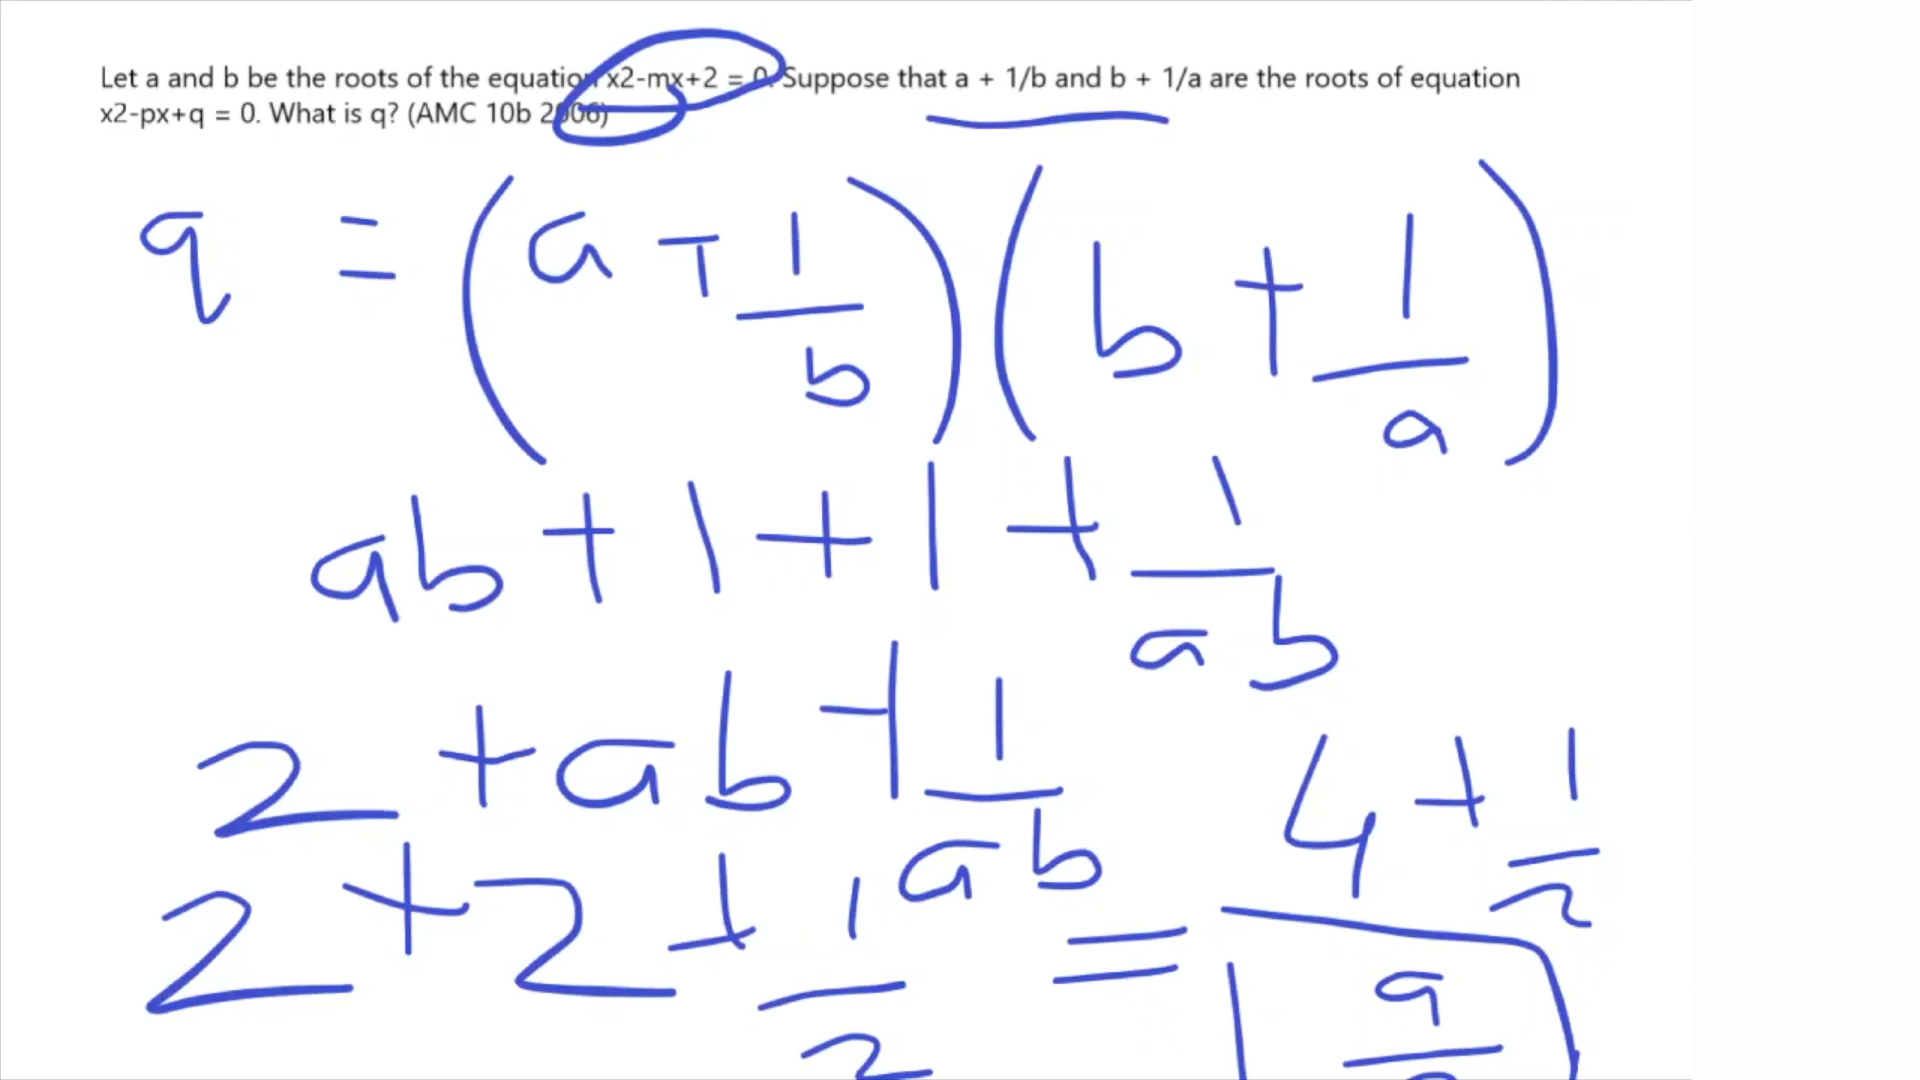 Let a and b be the roots of the equation x2-mx+2 = 0. Suppose that a + 1/b and b + 1/a are the roots of equation
x2-px+q = 0. What is q? (AMC 10b 2006)
q = (a + 1/b)(b + 1/a)
ab + 1 + 1 + 1/ab
2 + ab + 1/ab
2 + 2 + 1/2 = 4 + 1/2
9